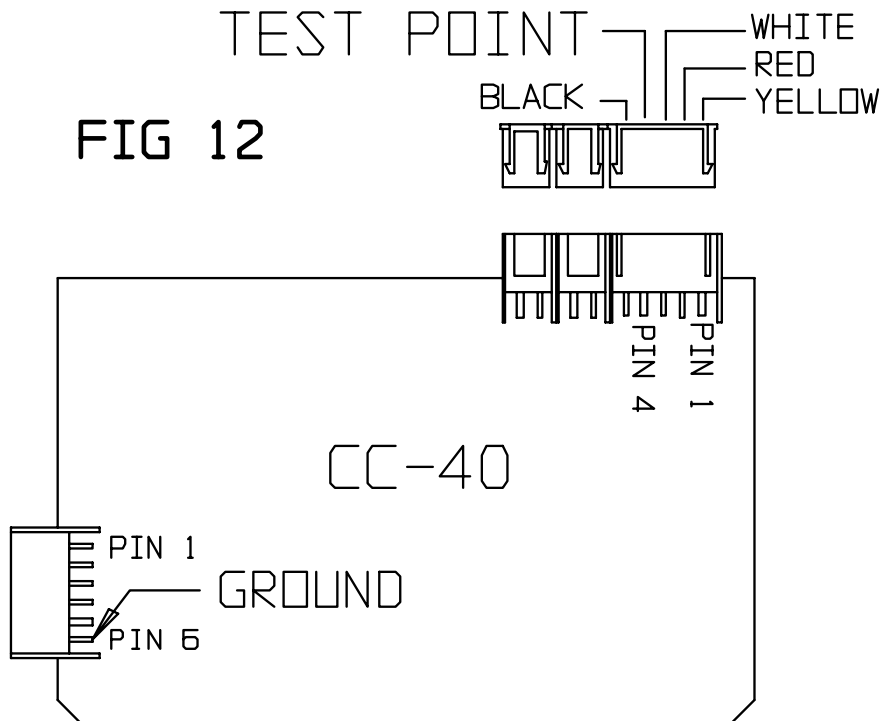 TEST POINT
WHITE
RED
BLACK
YELLOW
FIG 12
PIN 4
PIN 1
CC-40
PIN 1
GROUND
PIN 6